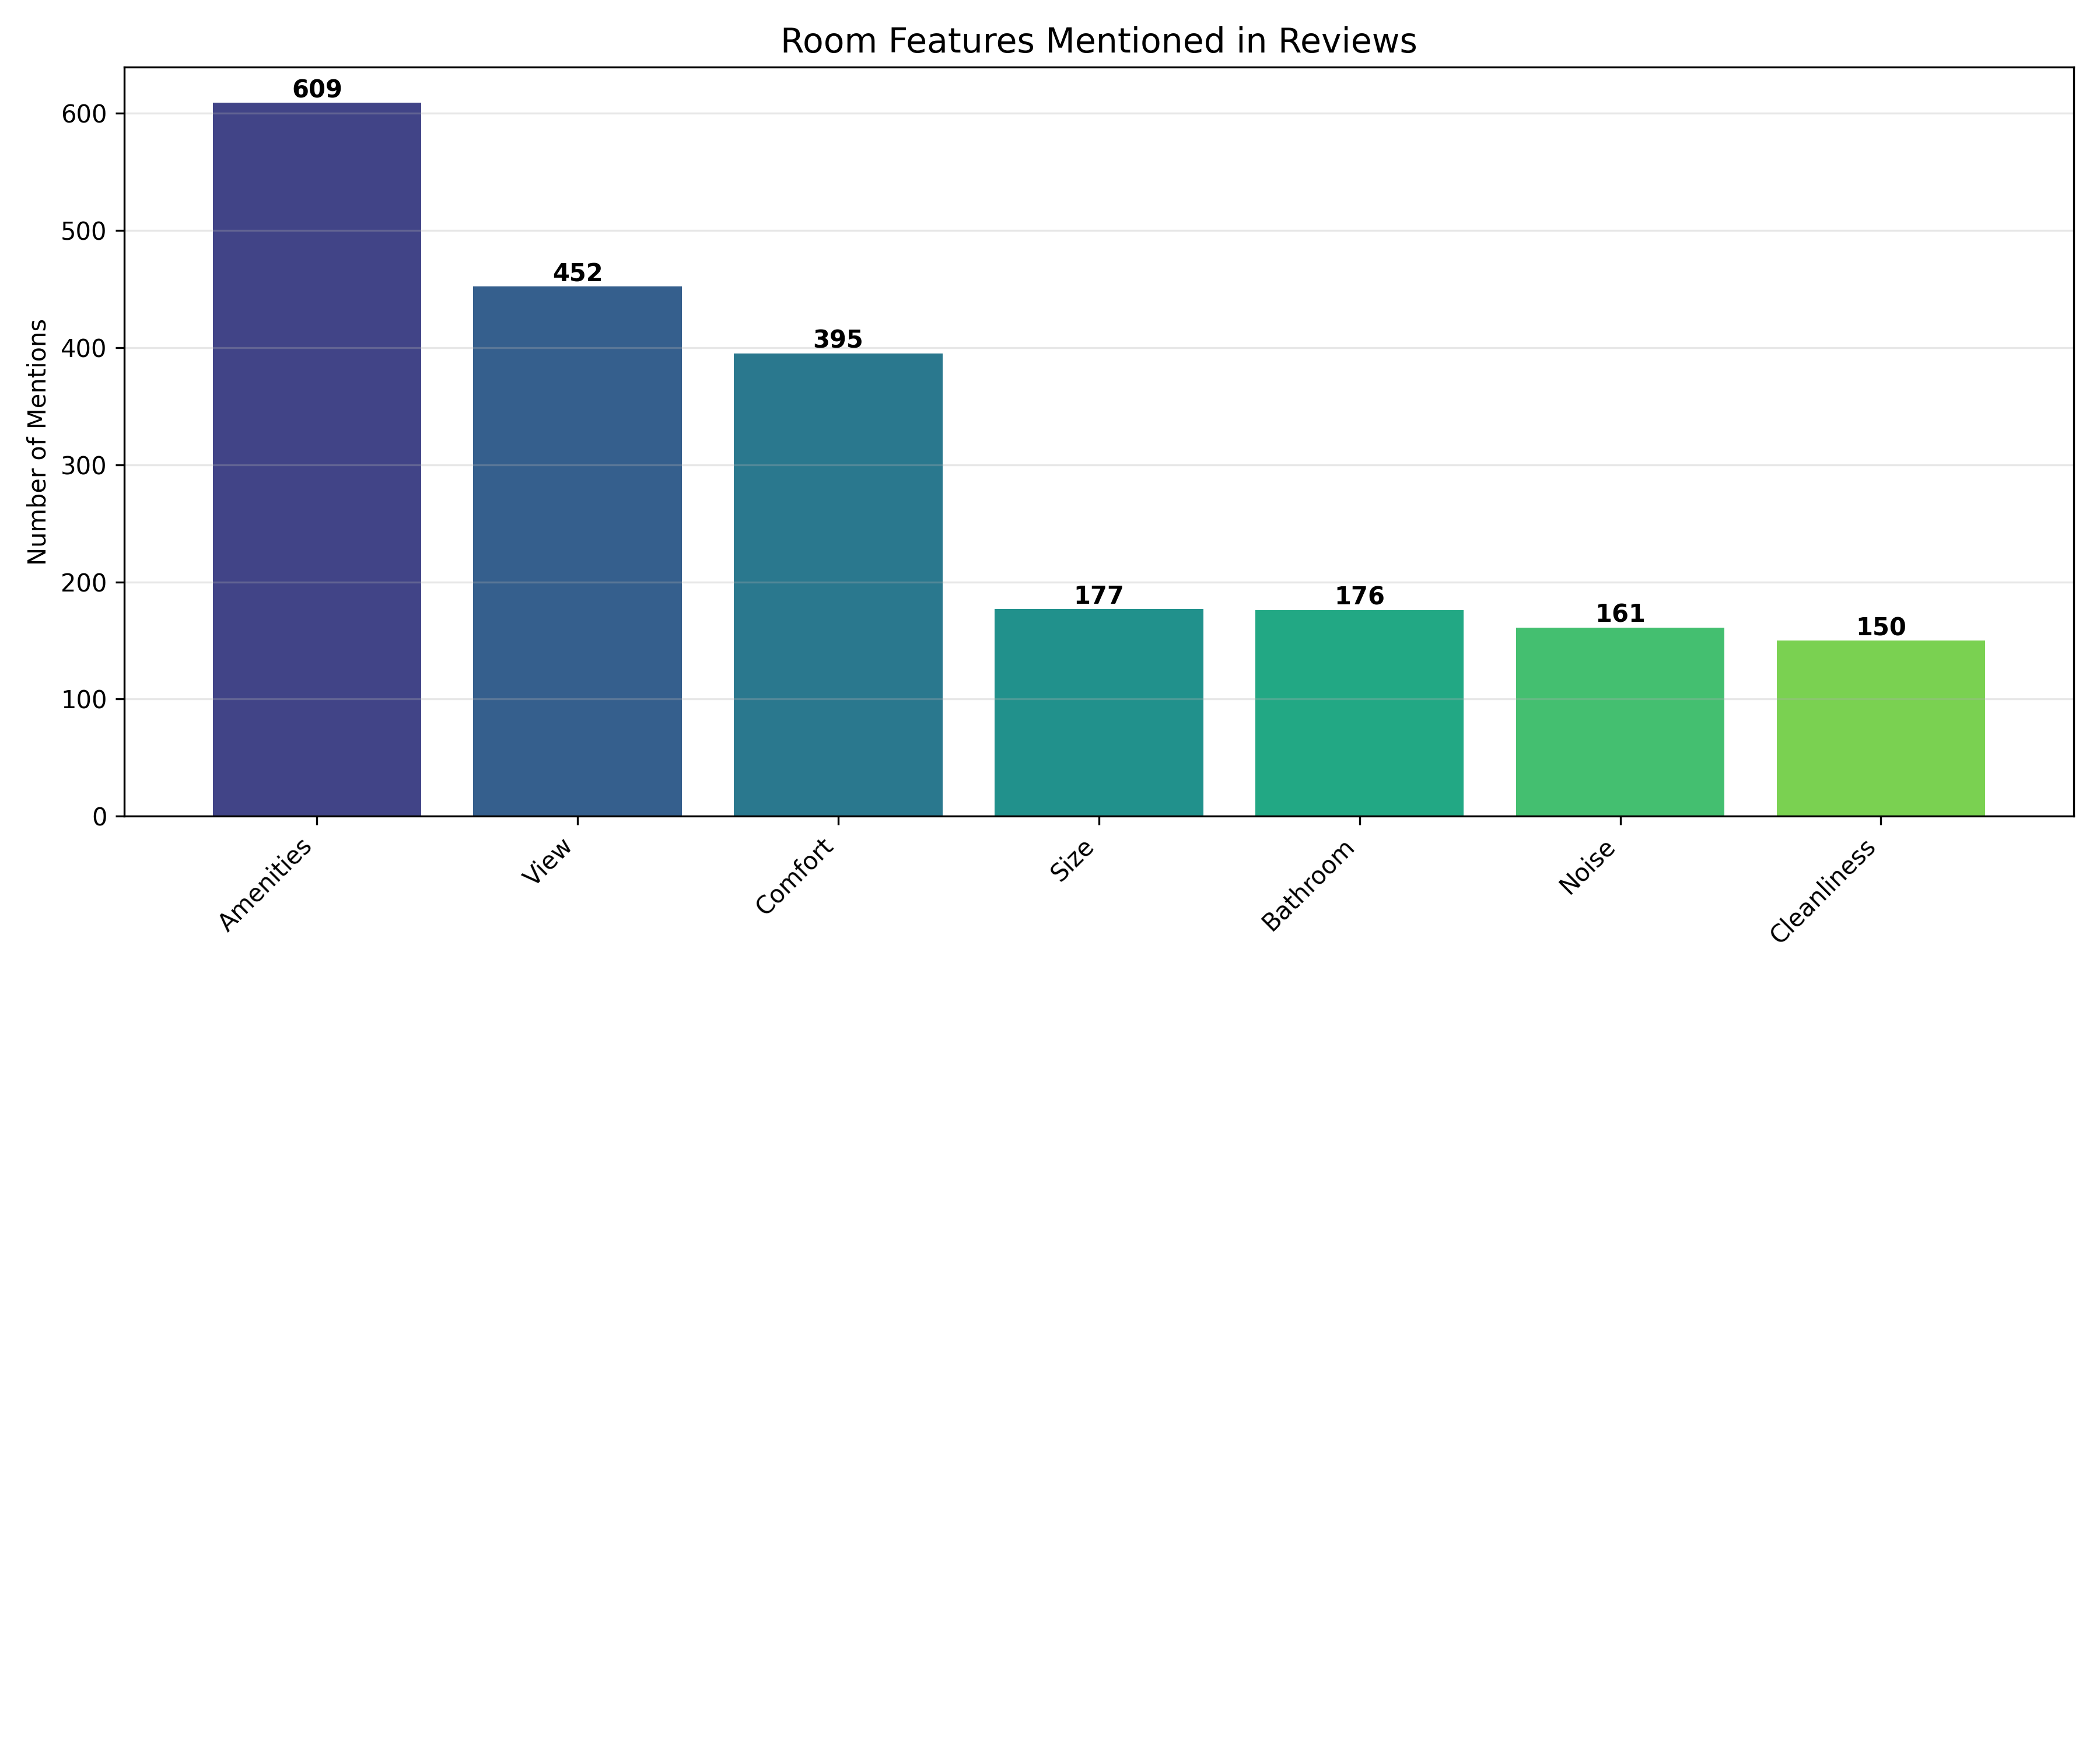 Room Features Mentioned in Reviews
Number of Mentions
600
500
400
300
200
100
0
609
452
395
177
176
161
150
Amenities
View
Comfort
Size
Bathroom
Noise
Cleanliness